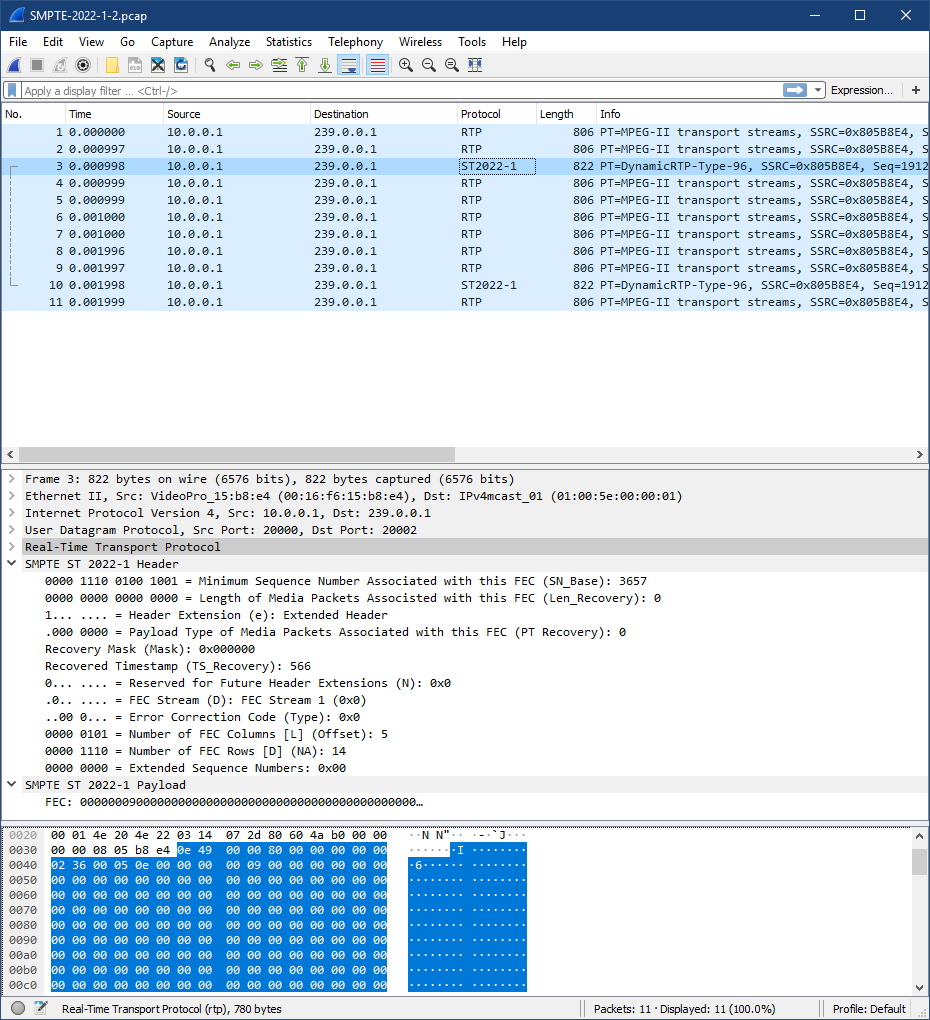 SMPTE-2022-1-2.pcap
File Edit View Go Capture Analyze Statistics Telephony Wireless Tools Help
Apply a display filter ... <Ctrl-/> Expression... +
No. Time Source Destination Protocol Length Info
1 0.000000 10.0.0.1 239.0.0.1 RTP 806 PT=MPEG-II transport streams, SSRC=0x805B8E4, S
2 0.000997 10.0.0.1 239.0.0.1 RTP 806 PT=MPEG-II transport streams, SSRC=0x805B8E4, S
3 0.000998 10.0.0.1 239.0.0.1 ST2022-1 822 PT=DynamicRTP-Type-96, SSRC=0x805B8E4, Seq=1912
4 0.000999 10.0.0.1 239.0.0.1 RTP 806 PT=MPEG-II transport streams, SSRC=0x805B8E4, S
5 0.000999 10.0.0.1 239.0.0.1 RTP 806 PT=MPEG-II transport streams, SSRC=0x805B8E4, S
6 0.001000 10.0.0.1 239.0.0.1 RTP 806 PT=MPEG-II transport streams, SSRC=0x805B8E4, S
7 0.001000 10.0.0.1 239.0.0.1 RTP 806 PT=MPEG-II transport streams, SSRC=0x805B8E4, S
8 0.001996 10.0.0.1 239.0.0.1 RTP 806 PT=MPEG-II transport streams, SSRC=0x805B8E4, S
9 0.001997 10.0.0.1 239.0.0.1 RTP 806 PT=MPEG-II transport streams, SSRC=0x805B8E4, S
10 0.001998 10.0.0.1 239.0.0.1 ST2022-1 822 PT=DynamicRTP-Type-96, SSRC=0x805B8E4, Seq=1912
11 0.001999 10.0.0.1 239.0.0.1 RTP 806 PT=MPEG-II transport streams, SSRC=0x805B8E4, S
Frame 3: 822 bytes on wire (6576 bits), 822 bytes captured (6576 bits)
Ethernet II, Src: VideoPro_15:b8:e4 (00:16:f6:15:b8:e4), Dst: IPv4mcast_01 (01:00:5e:00:00:01)
Internet Protocol Version 4, Src: 10.0.0.1, Dst: 239.0.0.1
User Datagram Protocol, Src Port: 20000, Dst Port: 20002
Real-Time Transport Protocol
SMPTE ST 2022-1 Header
0000 1110 0100 1001 = Minimum Sequence Number Associated with this FEC (SN_Base): 3657
0000 0000 0000 0000 = Length of Media Packets Associsted with this FEC (Len_Recovery): 0
1... .... = Header Extension (e): Extended Header
.000 0000 = Payload Type of Media Packets Associated with this FEC (PT Recovery): 0
Recovery Mask (Mask): 0x000000
Recovered Timestamp (TS_Recovery): 566
0... .... = Reserved for Future Header Extensions (N): 0x0
.0.. .... = FEC Stream (D): FEC Stream 1 (0x0)
..00 0... = Error Correction Code (Type): 0x0
0000 0101 = Number of FEC Columns [L] (Offset): 5
0000 1110 = Number of FEC Rows [D] (NA): 14
0000 0000 = Extended Sequence Numbers: 0x00
SMPTE ST 2022-1 Payload
FEC: 000000090000000000000000000000000000000000000000…
0020 00 01 4e 20 4e 22 03 14 07 2d 80 60 4a b0 00 00 ··N N"·· ·-·`J···
0030 00 00 08 05 b8 e4 0e 49 00 00 80 00 00 00 00 00 ·······I ········
0040 02 36 00 05 0e 00 00 00 00 09 00 00 00 00 00 00 ·6······ ········
0050 00 00 00 00 00 00 00 00 00 00 00 00 00 00 00 00 ········ ········
0060 00 00 00 00 00 00 00 00 00 00 00 00 00 00 00 00 ········ ········
0070 00 00 00 00 00 00 00 00 00 00 00 00 00 00 00 00 ········ ········
0080 00 00 00 00 00 00 00 00 00 00 00 00 00 00 00 00 ········ ········
0090 00 00 00 00 00 00 00 00 00 00 00 00 00 00 00 00 ········ ········
00a0 00 00 00 00 00 00 00 00 00 00 00 00 00 00 00 00 ········ ········
00b0 00 00 00 00 00 00 00 00 00 00 00 00 00 00 00 00 ········ ········
00c0 00 00 00 00 00 00 00 00 00 00 00 00 00 00 00 00 ········ ········
Real-Time Transport Protocol (rtp), 780 bytes Packets: 11 · Displayed: 11 (100.0%) Profile: Default